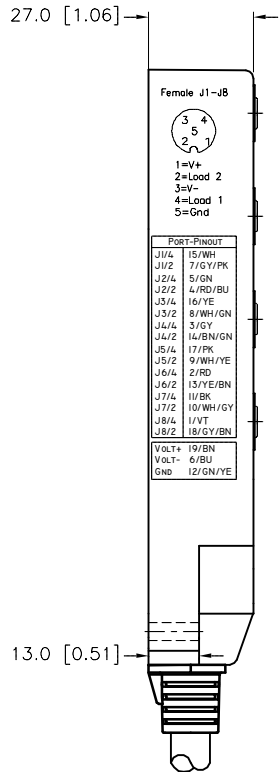 27.0 [1.06]
Female J1-J8
3 4
5
2 1
1=V+
2=Load 2
3=V-
4=Load 1
5=Gnd
PORT-PINOUT
J1/4 15/WH
J1/2 7/GY/PK
J2/4 5/GN
J2/2 4/RD/BU
J3/4 16/YE
J3/2 8/WH/GN
J4/4 3/GY
J4/2 14/BN/GN
J5/4 17/PK
J5/2 9/WH/YE
J6/4 2/RD
J6/2 13/YE/BN
J7/4 11/BK
J7/2 10/WH/GY
J8/4 1/VT
J8/2 18/GY/BN
VOLT+ 19/BN
VOLT- 6/BU
GND 12/GN/YE
13.0 [0.51]